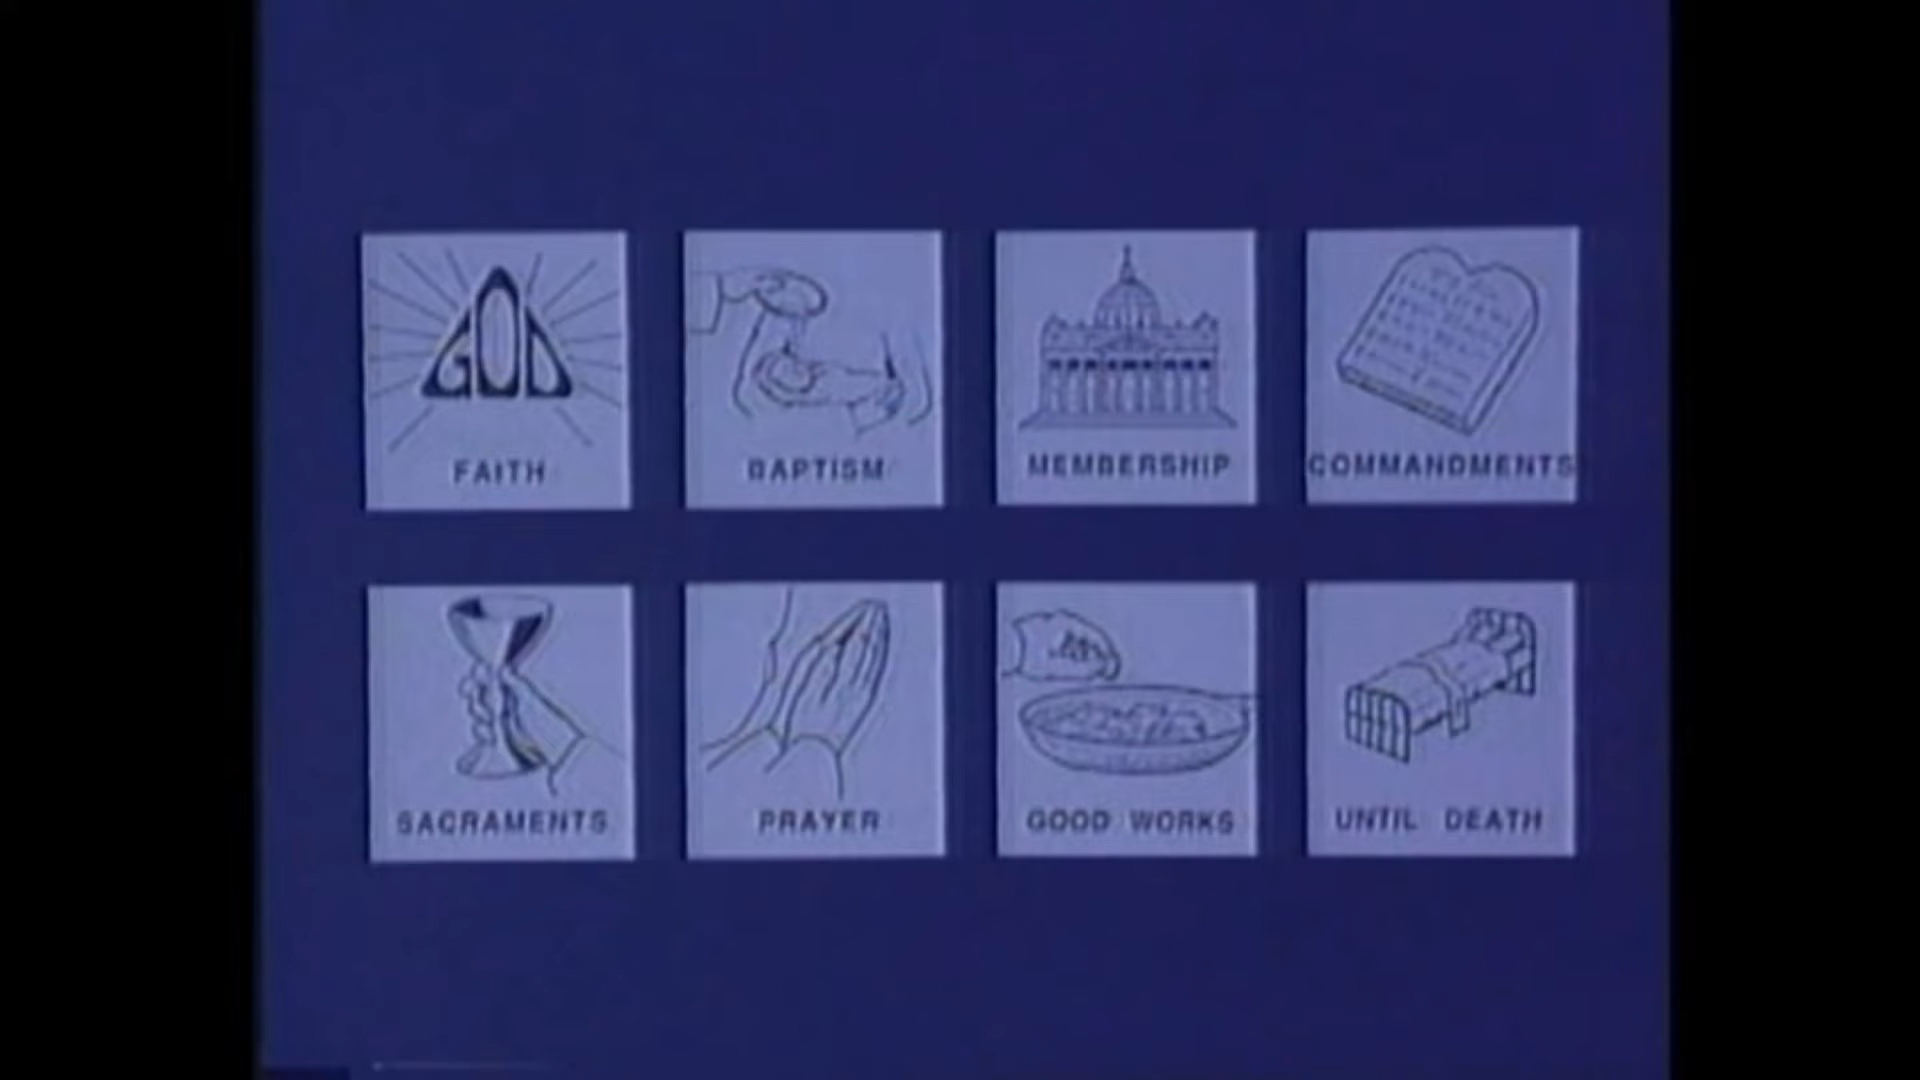 GOD
FAITH
BAPTISM
MEMBERSHIP
COMMANDMENTS
SACRAMENTS
PRAYER
GOOD WORKS
UNTIL DEATH